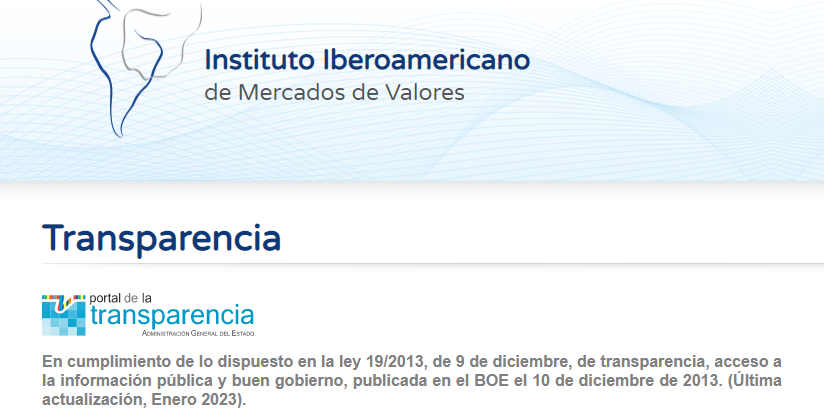 Instituto Iberoamericano
de Mercados de Valores
Transparencia
portal de la
transparencia
ADMINISTRACIÓN GENERAL DEL ESTADO
En cumplimiento de lo dispuesto en la ley 19/2013, de 9 de diciembre, de transparencia, acceso a
la información pública y buen gobierno, publicada en el BOE el 10 de diciembre de 2013. (Última
actualización, Enero 2023).